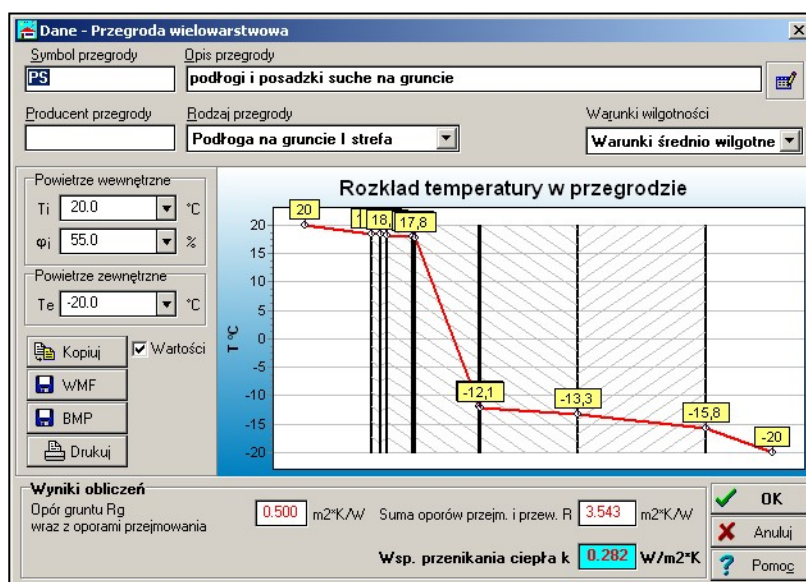 Dane - Przegroda wielowarstwowa
Symbol przegrody
Opis przegrody
PS
podłogi i posadzki suche na gruncie
Producent przegrody
Rodzaj przegrody
Warunki wilgotności
Podłoga na gruncie I strefa
Warunki średnio wilgotne
Powietrze wewnętrzne
Ti 20.0 °C
φi 55.0 %
Powietrze zewnętrzne
Te -20.0 °C
Kopiuj
Wartości
WMF
BMP
Drukuj
Rozkład temperatury w przegrodzie
T °C
20
15
10
5
0
-5
-10
-15
-20
20
18,
17,8
-12,1
-13,3
-15,8
-20
Wyniki obliczeń
Opór gruntu Rg
wraz z oporami przejmowania
0.500 m2*K/W
Suma oporów przejm. i przew. R 3.543 m2*K/W
Wsp. przenikania ciepła k 0.282 W/m2*K
OK
Anuluj
Pomoc